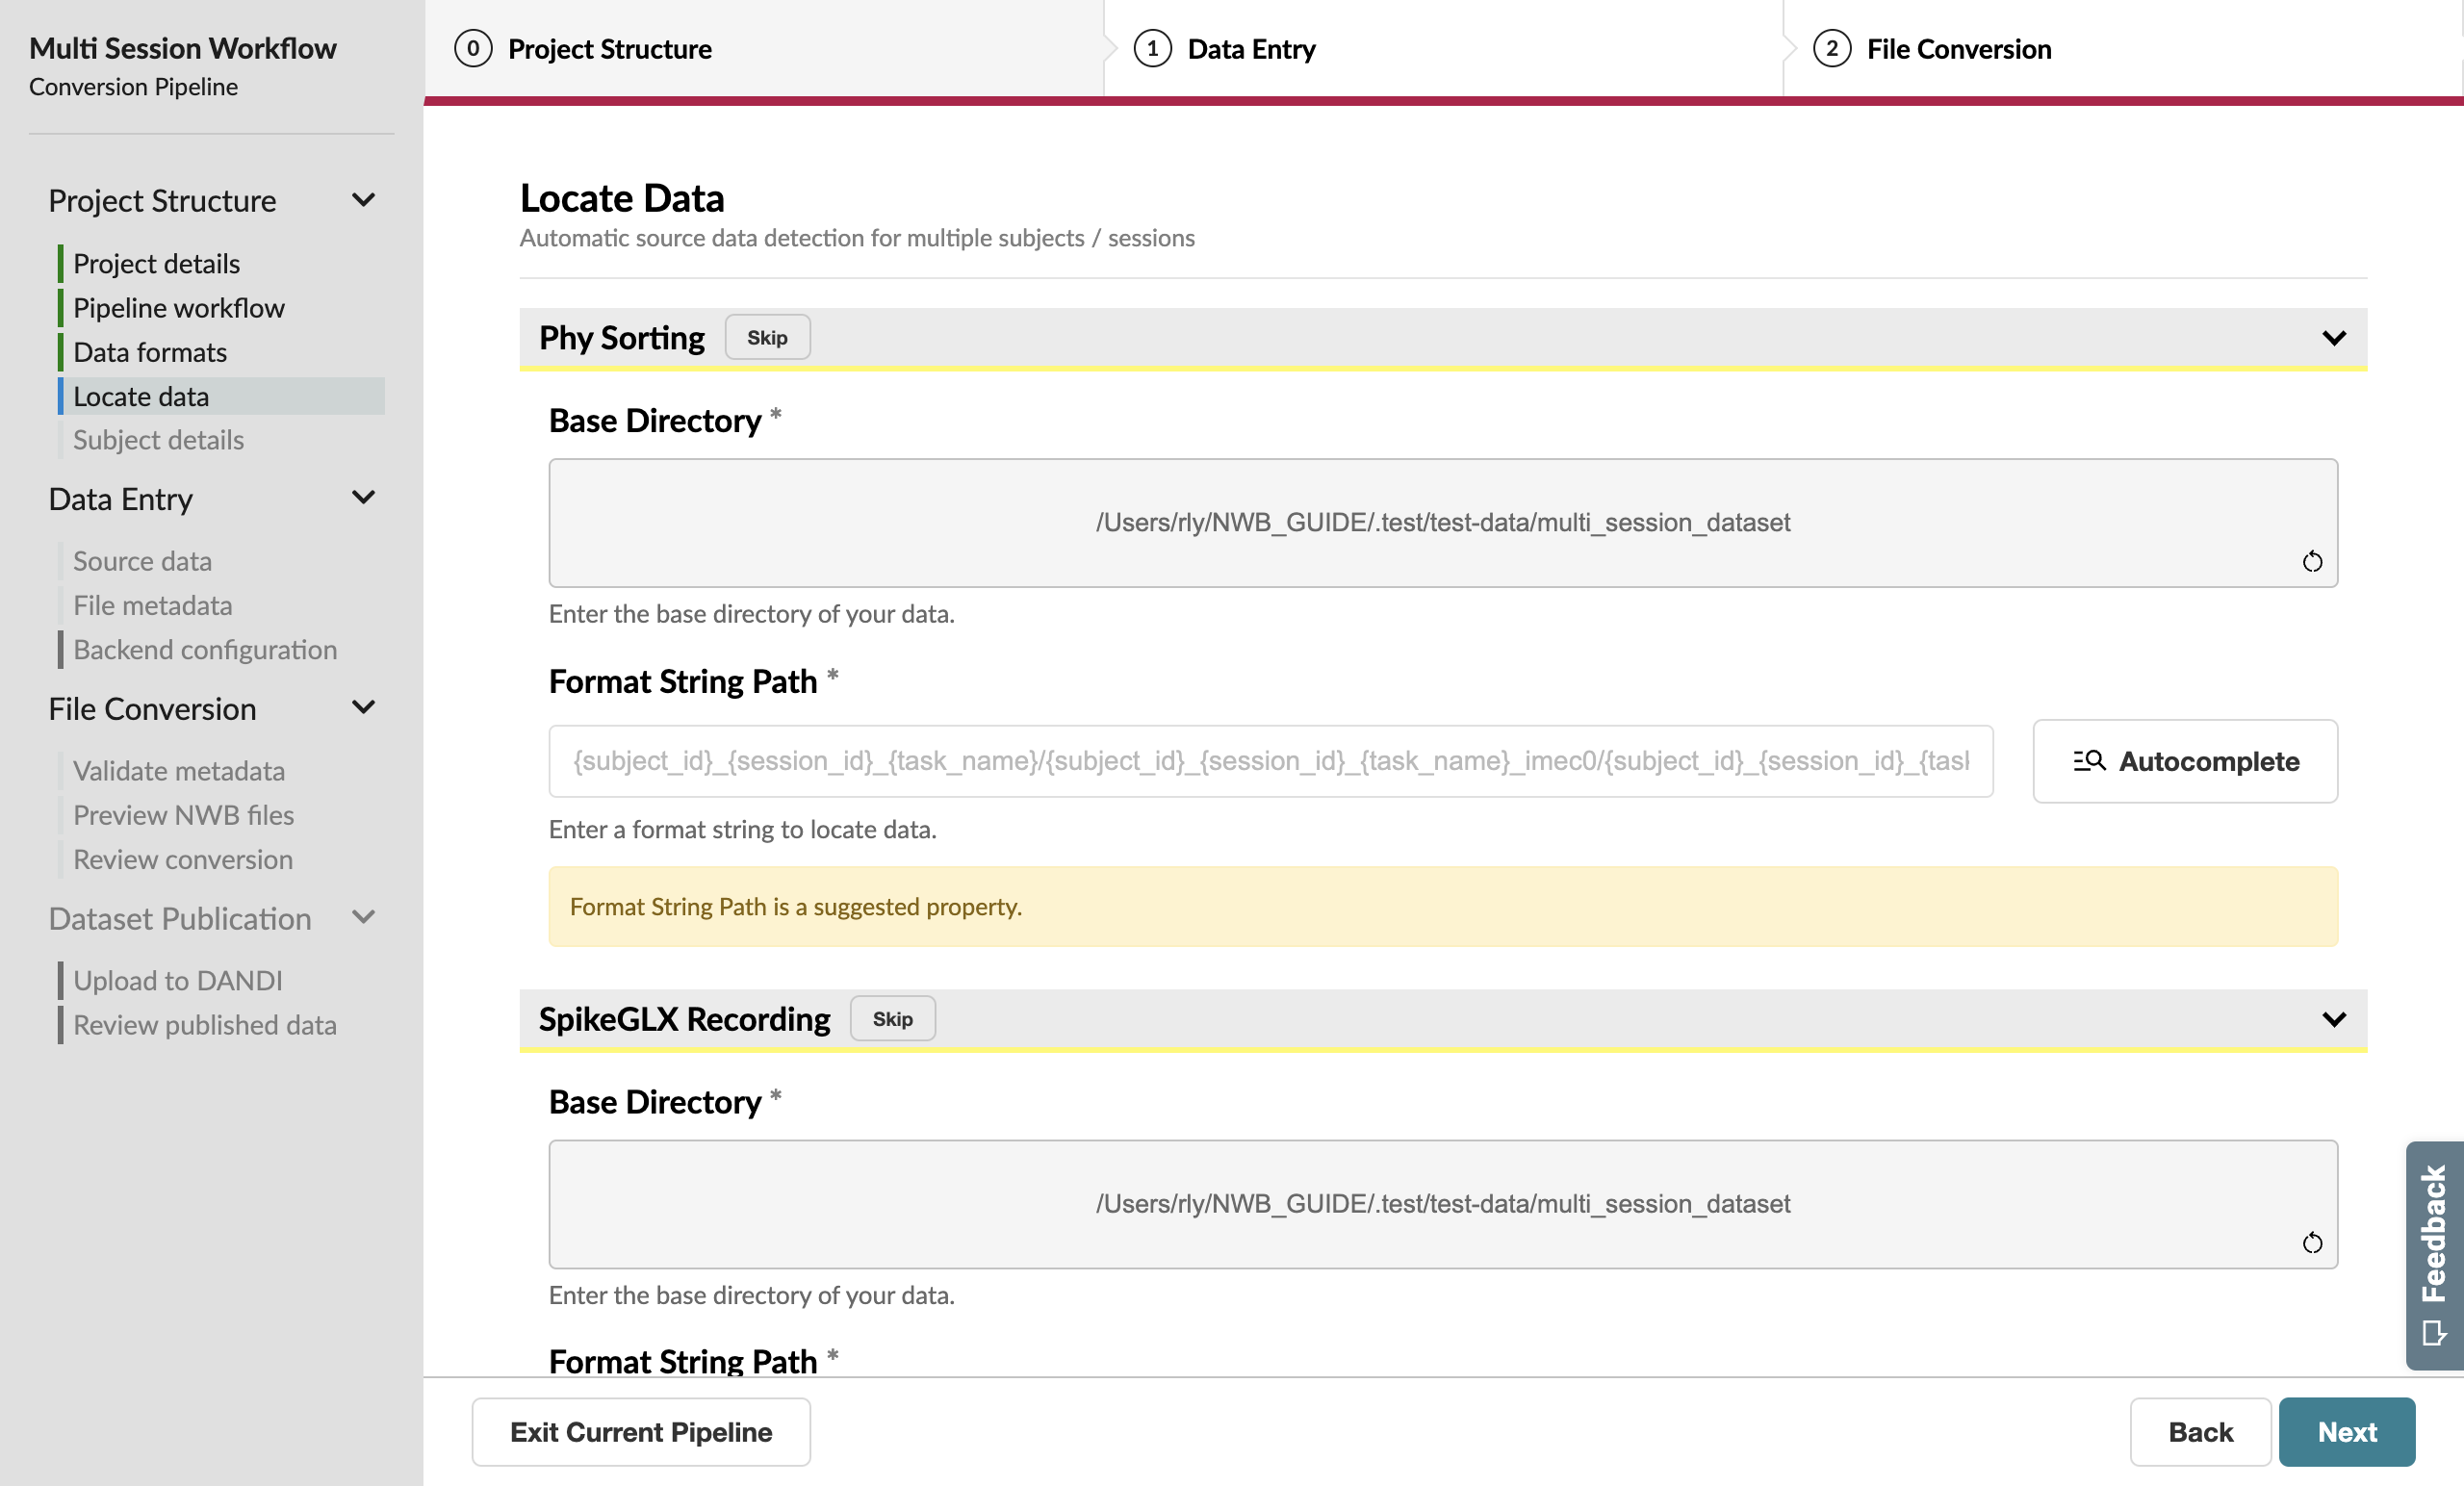 Multi Session Workflow
Conversion Pipeline
Project Structure
Project details
Pipeline workflow
Data formats
Locate data
Subject details
Data Entry
Source data
File metadata
Backend configuration
File Conversion
Validate metadata
Preview NWB files
Review conversion
Dataset Publication
Upload to DANDI
Review published data
0 Project Structure
1 Data Entry
2 File Conversion
Locate Data
Automatic source data detection for multiple subjects / sessions
Phy Sorting Skip
Base Directory *
/Users/rly/NWB_GUIDE/.test/test-data/multi_session_dataset
Enter the base directory of your data.
Format String Path *
{subject_id}_{session_id}_{task_name}/{subject_id}_{session_id}_{task_name}_imec0/{subject_id}_{session_id}_{task
Autocomplete
Enter a format string to locate data.
Format String Path is a suggested property.
SpikeGLX Recording Skip
Base Directory *
/Users/rly/NWB_GUIDE/.test/test-data/multi_session_dataset
Enter the base directory of your data.
Format String Path *
Feedback
Exit Current Pipeline
Back
Next